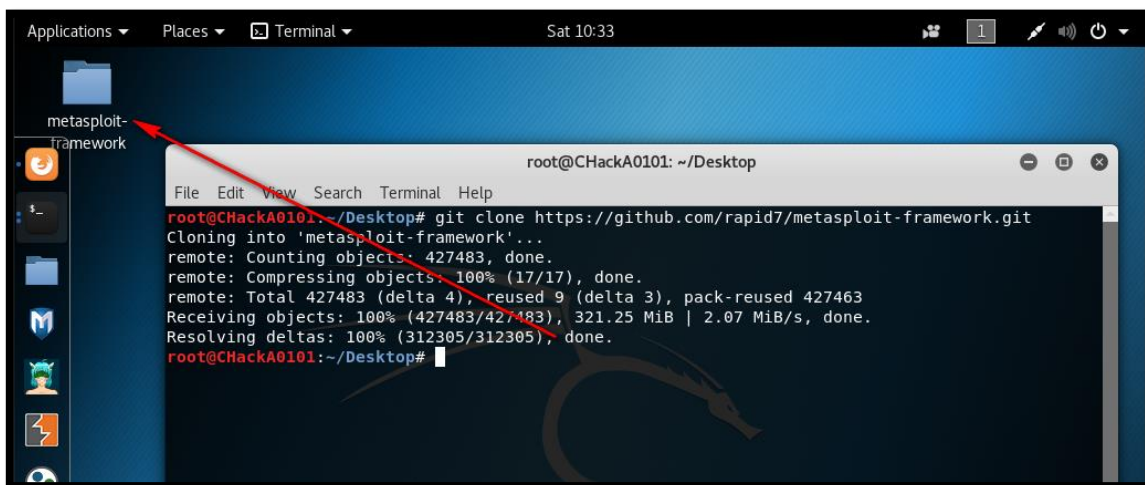 Applications Places Terminal Sat 10:33 1
metasploit-
framework
root@CHackA0101: ~/Desktop
File Edit View Search Terminal Help
root@CHackA0101:~/Desktop# git clone https://github.com/rapid7/metasploit-framework.git
Cloning into 'metasploit-framework'...
remote: Counting objects: 427483, done.
remote: Compressing objects: 100% (17/17), done.
remote: Total 427483 (delta 4), reused 9 (delta 3), pack-reused 427463
Receiving objects: 100% (427483/427483), 321.25 MiB | 2.07 MiB/s, done.
Resolving deltas: 100% (312305/312305), done.
root@CHackA0101:~/Desktop#